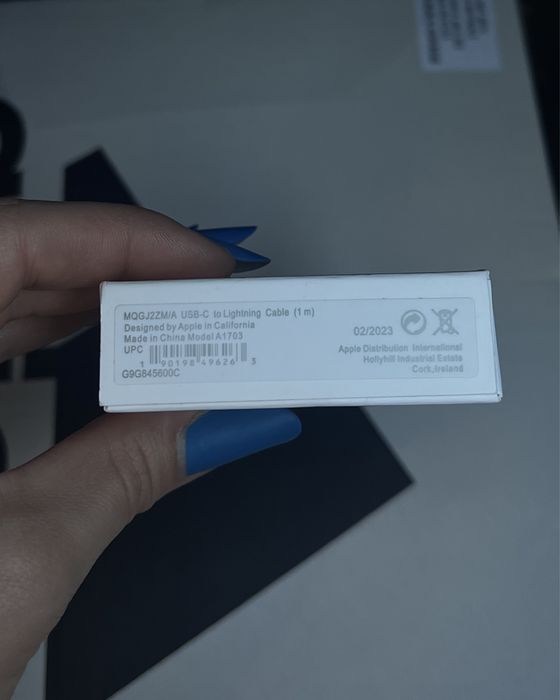 MQGJ2ZM/A USB-C to Lightning Cable (1 m)
Designed by Apple in California
Made in China Model A1703
UPC
1 90198 49626 3
G9G845600C
02/2023
Apple Distribution International
Hollyhill Industrial Estate
Cork,Ireland